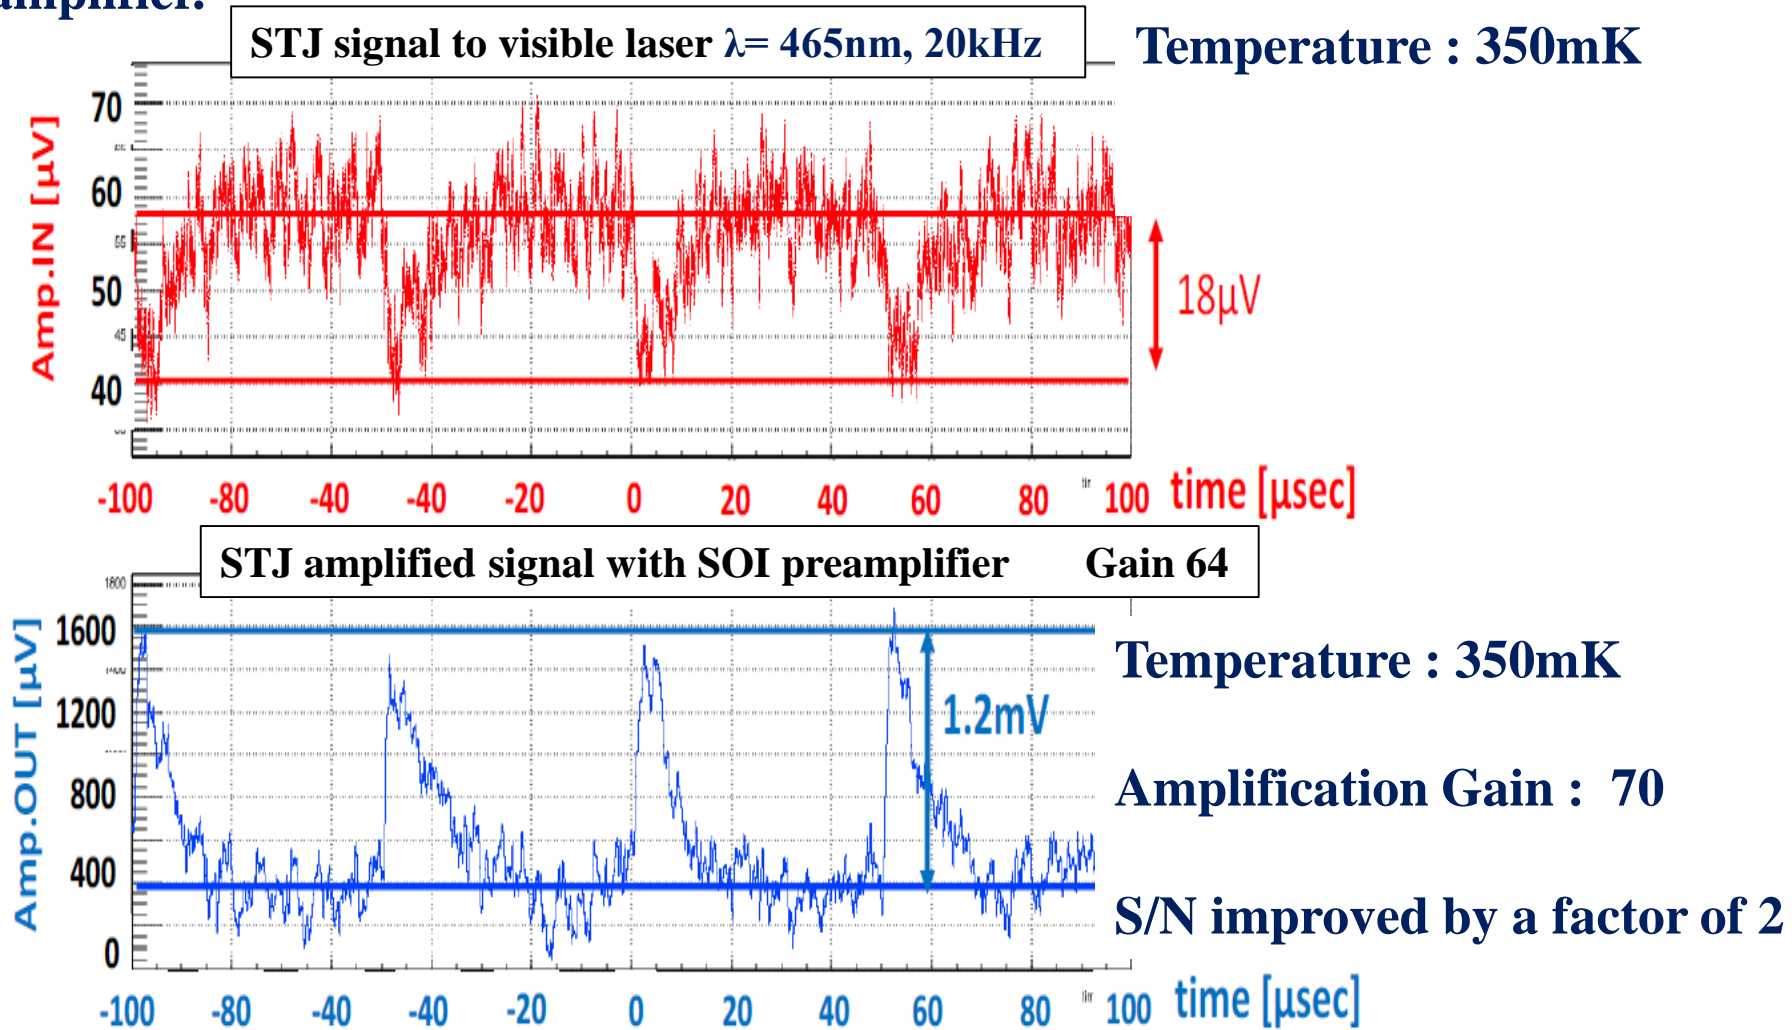 STJ signal to visible laser λ= 465nm, 20kHz
Temperature : 350mK
Amp.IN [µV]
70
60
55
50
45
40
18µV
-100 -80 -40 -40 -20 0 20 40 60 80 100 time [µsec]
STJ amplified signal with SOI preamplifier Gain 64
Amp.OUT [µV]
1800
1600
1200
800
400
0
1.2mV
Temperature : 350mK
Amplification Gain : 70
S/N improved by a factor of 2
-100 -80 -40 -40 -20 0 20 40 60 80 100 time [µsec]